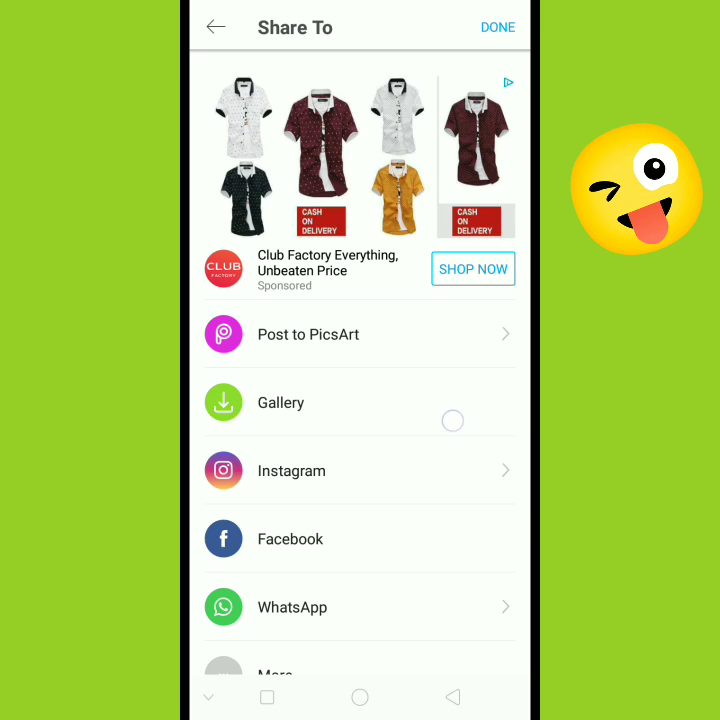 Share To
DONE
CASH
ON
DELIVERY
CASH
ON
DELIVERY
CLUB
FACTORY
Club Factory Everything,
Unbeaten Price
Sponsored
SHOP NOW
Post to PicsArt
Gallery
Instagram
Facebook
WhatsApp
More